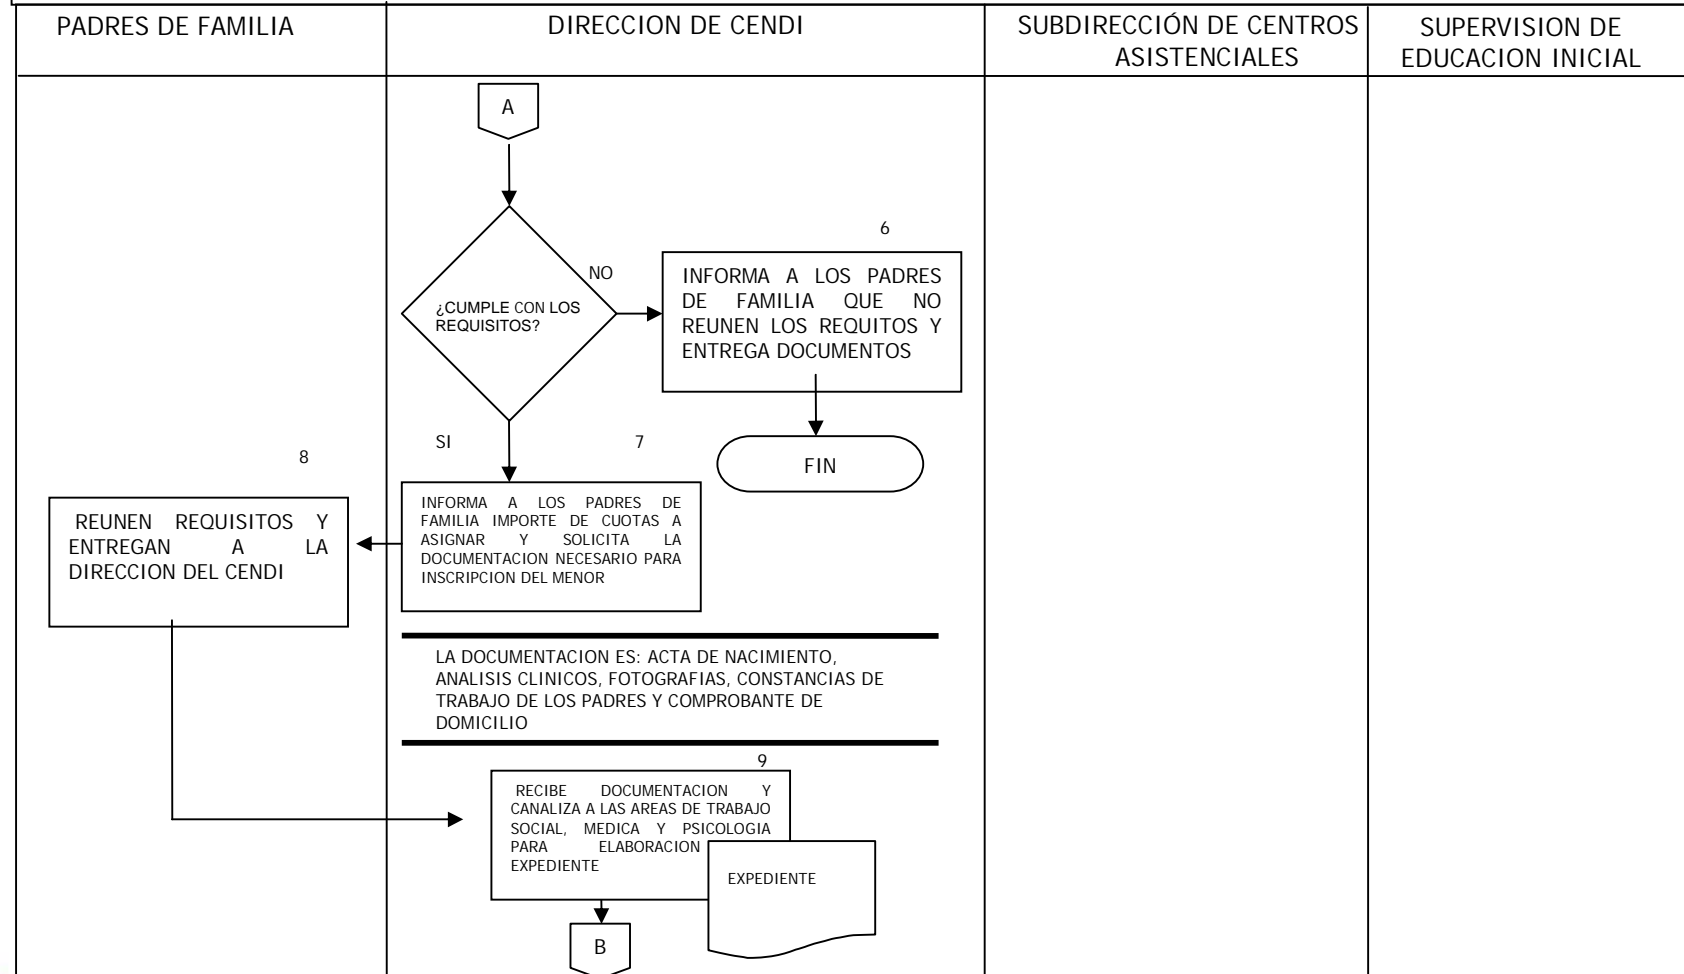 PADRES DE FAMILIA
DIRECCION DE CENDI
SUBDIRECCIÓN DE CENTROS
ASISTENCIALES
SUPERVISION DE
EDUCACION INICIAL
A
¿CUMPLE CON LOS
REQUISITOS?
NO
6
INFORMA A LOS PADRES
DE FAMILIA QUE NO
REUNEN LOS REQUITOS Y
ENTREGA DOCUMENTOS
FIN
SI
7
INFORMA A LOS PADRES DE
FAMILIA IMPORTE DE CUOTAS A
ASIGNAR Y SOLICITA LA
DOCUMENTACION NECESARIO PARA
INSCRIPCION DEL MENOR
8
REUNEN REQUISITOS Y
ENTREGAN A LA
DIRECCION DEL CENDI
LA DOCUMENTACION ES: ACTA DE NACIMIENTO,
ANALISIS CLINICOS, FOTOGRAFIAS, CONSTANCIAS DE
TRABAJO DE LOS PADRES Y COMPROBANTE DE
DOMICILIO
9
RECIBE DOCUMENTACION Y
CANALIZA A LAS AREAS DE TRABAJO
SOCIAL, MEDICA Y PSICOLOGIA
PARA ELABORACION
EXPEDIENTE
EXPEDIENTE
B